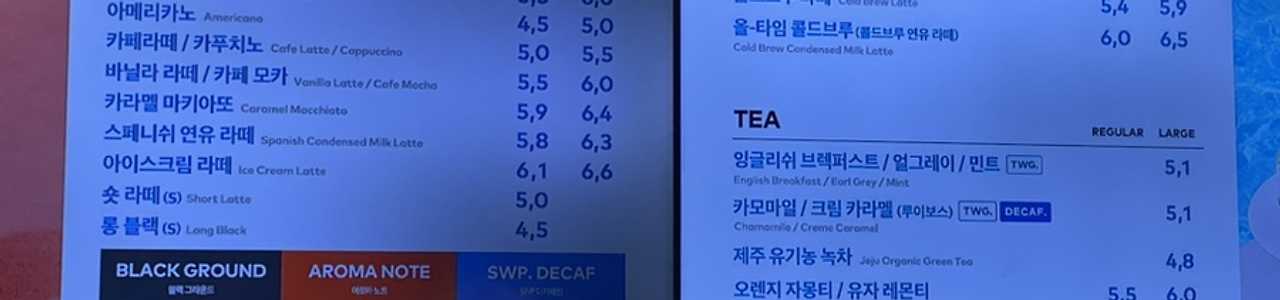 아메리카노 Americano 4,5 5,0
카페라떼 / 카푸치노 Cafe Latte / Cappuccino 5,0 5,5
바닐라 라떼 / 카페 모카 Vanilla Latte / Cafe Mocha 5,5 6,0
카라멜 마키아또 Caramel Macchiato 5,9 6,4
스페니쉬 연유 라떼 Spanish Condensed Milk Latte 5,8 6,3
아이스크림 라떼 Ice Cream Latte 6,1 6,6
숏 라떼 (S) Short Latte 5,0
롱 블랙 (S) Long Black 4,5
BLACK GROUND AROMA NOTE SWP. DECAF
블랙 그라운드 아로마 노트
Cold Brew Latte 5,4 5,9
올-타임 콜드브루 (콜드브루 연유 라떼) 6,0 6,5
Cold Brew Condensed Milk Latte
TEA
REGULAR LARGE
잉글리쉬 브렉퍼스트 / 얼그레이 / 민트 TWG. 5,1
English Breakfast / Earl Grey / Mint
카모마일 / 크림 카라멜 (루이보스) TWG. DECAF. 5,1
Chamomile / Creme Caramel
제주 유기농 녹차 Jeju Organic Green Tea 4,8
오렌지 자몽티 / 유자 레몬티 5,5 6,0